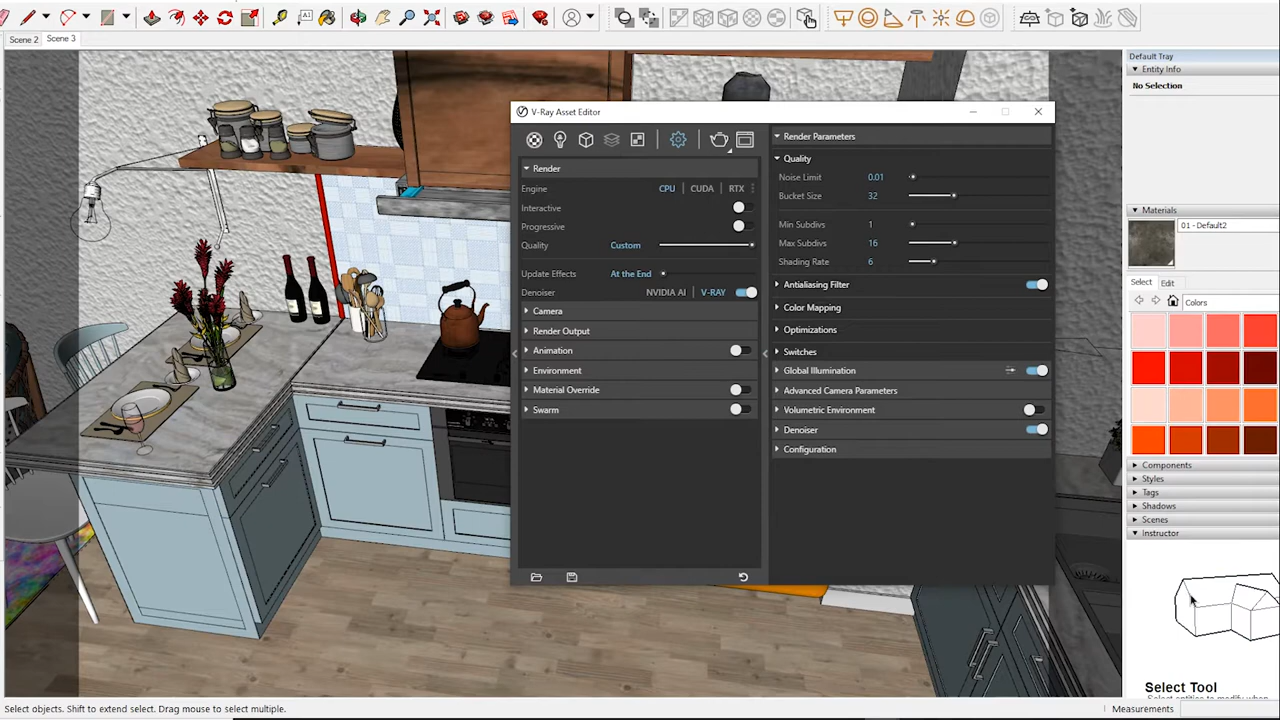 Scene 2
Scene 3
V-Ray Asset Editor
Render
Engine
CPU
CUDA
RTX
Interactive
Progressive
Quality
Custom
Update Effects
At the End
Denoiser
NVIDIA AI
V-RAY
Camera
Render Output
Animation
Environment
Material Override
Swarm
Render Parameters
Quality
Noise Limit
0.01
Bucket Size
32
Min Subdivs
1
Max Subdivs
16
Shading Rate
6
Antialiasing Filter
Color Mapping
Optimizations
Switches
Global Illumination
Advanced Camera Parameters
Volumetric Environment
Denoiser
Configuration
Default Tray
Entity Info
No Selection
Materials
01 - Default2
Select
Edit
Colors
Components
Styles
Tags
Shadows
Scenes
Instructor
Select Tool
Select entities to modify when
Select objects. Shift to extend select. Drag mouse to select multiple.
Measurements